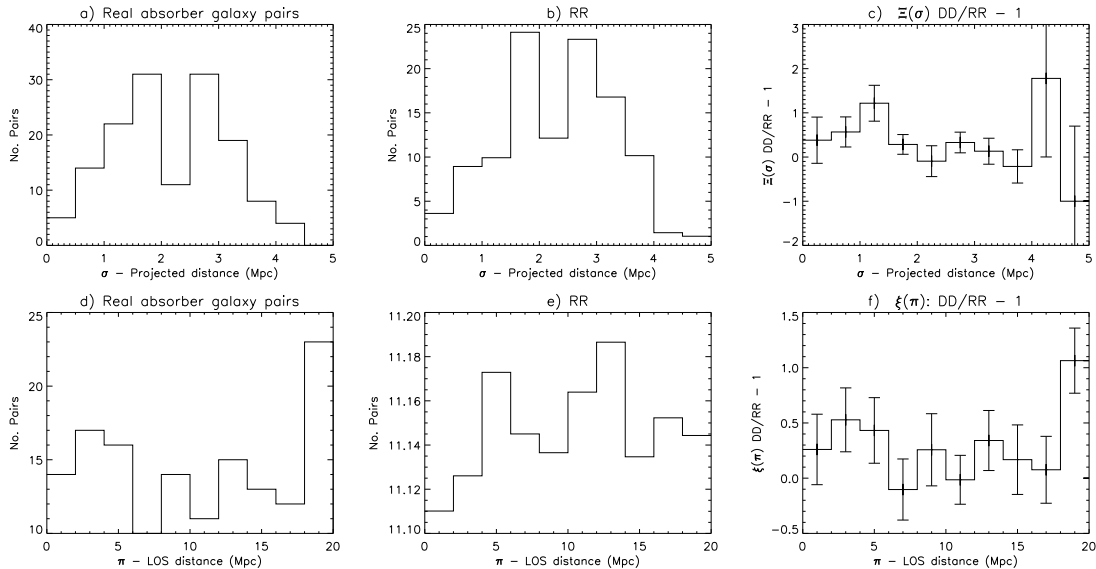 a) Real absorber galaxy pairs
b) RR
c) Ξ(σ) DD/RR − 1
40
30
20
10
0
No. Pairs
0 1 2 3 4 5
σ − Projected distance (Mpc)
25
20
15
10
5
0
No. Pairs
0 1 2 3 4 5
σ − Projected distance (Mpc)
3
2
1
0
−1
−2
Ξ(σ) DD/RR − 1
0 1 2 3 4 5
σ − Projected distance (Mpc)
d) Real absorber galaxy pairs
e) RR
f) ξ(π): DD/RR − 1
25
20
15
10
No. Pairs
0 5 10 15 20
π − LOS distance (Mpc)
11.20
11.18
11.16
11.14
11.12
11.10
No. Pairs
0 5 10 15 20
π − LOS distance (Mpc)
1.5
1.0
0.5
0.0
−0.5
ξ(π) DD/RR − 1
0 5 10 15 20
π − LOS distance (Mpc)